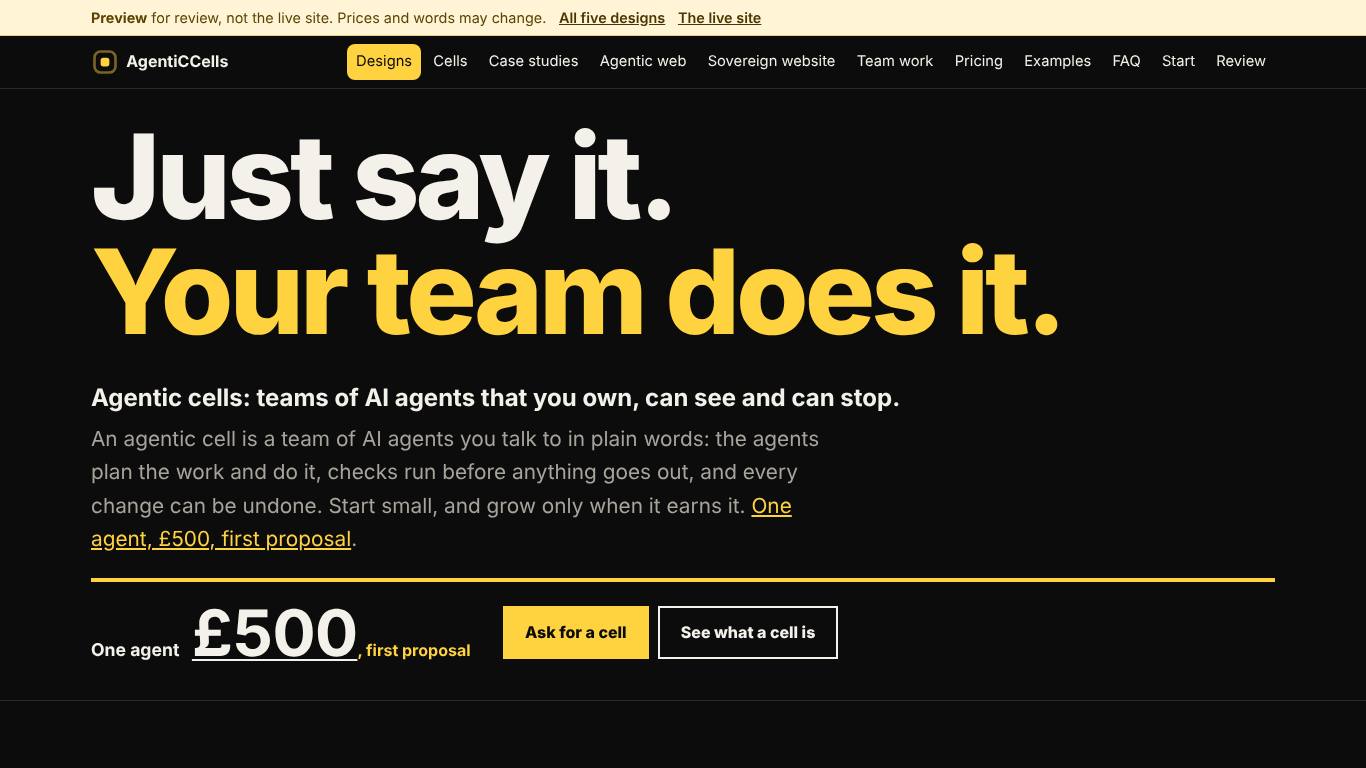 Preview for review, not the live site. Prices and words may change. All five designs The live site
AgentiCCells Designs Cells Case studies Agentic web Sovereign website Team work Pricing Examples FAQ Start Review
Just say it.
Your team does it.
Agentic cells: teams of AI agents that you own, can see and can stop.
An agentic cell is a team of AI agents you talk to in plain words: the agents
plan the work and do it, checks run before anything goes out, and every
change can be undone. Start small, and grow only when it earns it. One
agent, £500, first proposal.
One agent £500, first proposal Ask for a cell See what a cell is